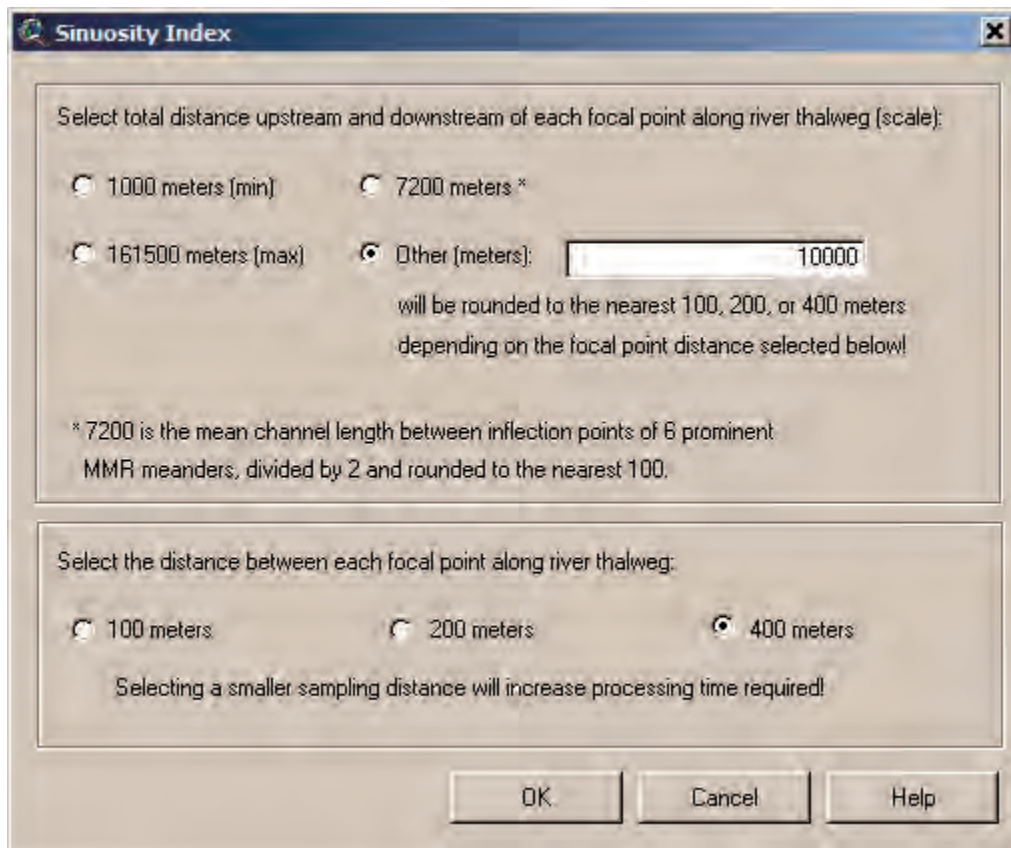 Sinuosity Index
Select total distance upstream and downstream of each focal point along river thalweg (scale):
1000 meters (min)
7200 meters *
161500 meters (max)
Other (meters):
10000
will be rounded to the nearest 100, 200, or 400 meters
depending on the focal point distance selected below!
* 7200 is the mean channel length between inflection points of 6 prominent
MMR meanders, divided by 2 and rounded to the nearest 100.
Select the distance between each focal point along river thalweg:
100 meters
200 meters
400 meters
Selecting a smaller sampling distance will increase processing time required!
OK
Cancel
Help